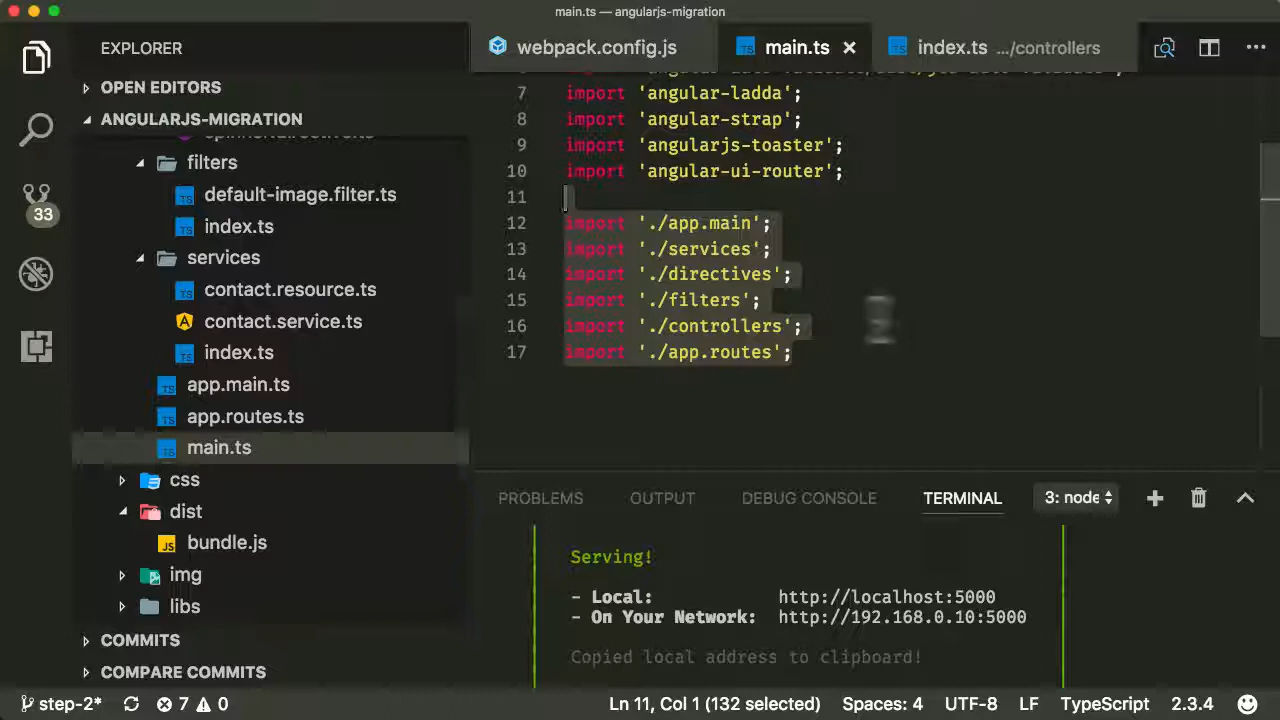 main.ts — angularjs-migration
EXPLORER
OPEN EDITORS
ANGULARJS-MIGRATION
filters
default-image.filter.ts
index.ts
services
contact.resource.ts
contact.service.ts
index.ts
app.main.ts
app.routes.ts
main.ts
css
dist
bundle.js
img
libs
COMMITS
COMPARE COMMITS
33
webpack.config.js
main.ts
index.ts .../controllers
7 import 'angular-ladda';
8 import 'angular-strap';
9 import 'angularjs-toaster';
10 import 'angular-ui-router';
11
12 import './app.main';
13 import './services';
14 import './directives';
15 import './filters';
16 import './controllers';
17 import './app.routes';
PROBLEMS OUTPUT DEBUG CONSOLE TERMINAL 3: node
Serving!
- Local: http://localhost:5000
- On Your Network: http://192.168.0.10:5000
Copied local address to clipboard!
step-2* 7 0 Ln 11, Col 1 (132 selected) Spaces: 4 UTF-8 LF TypeScript 2.3.4